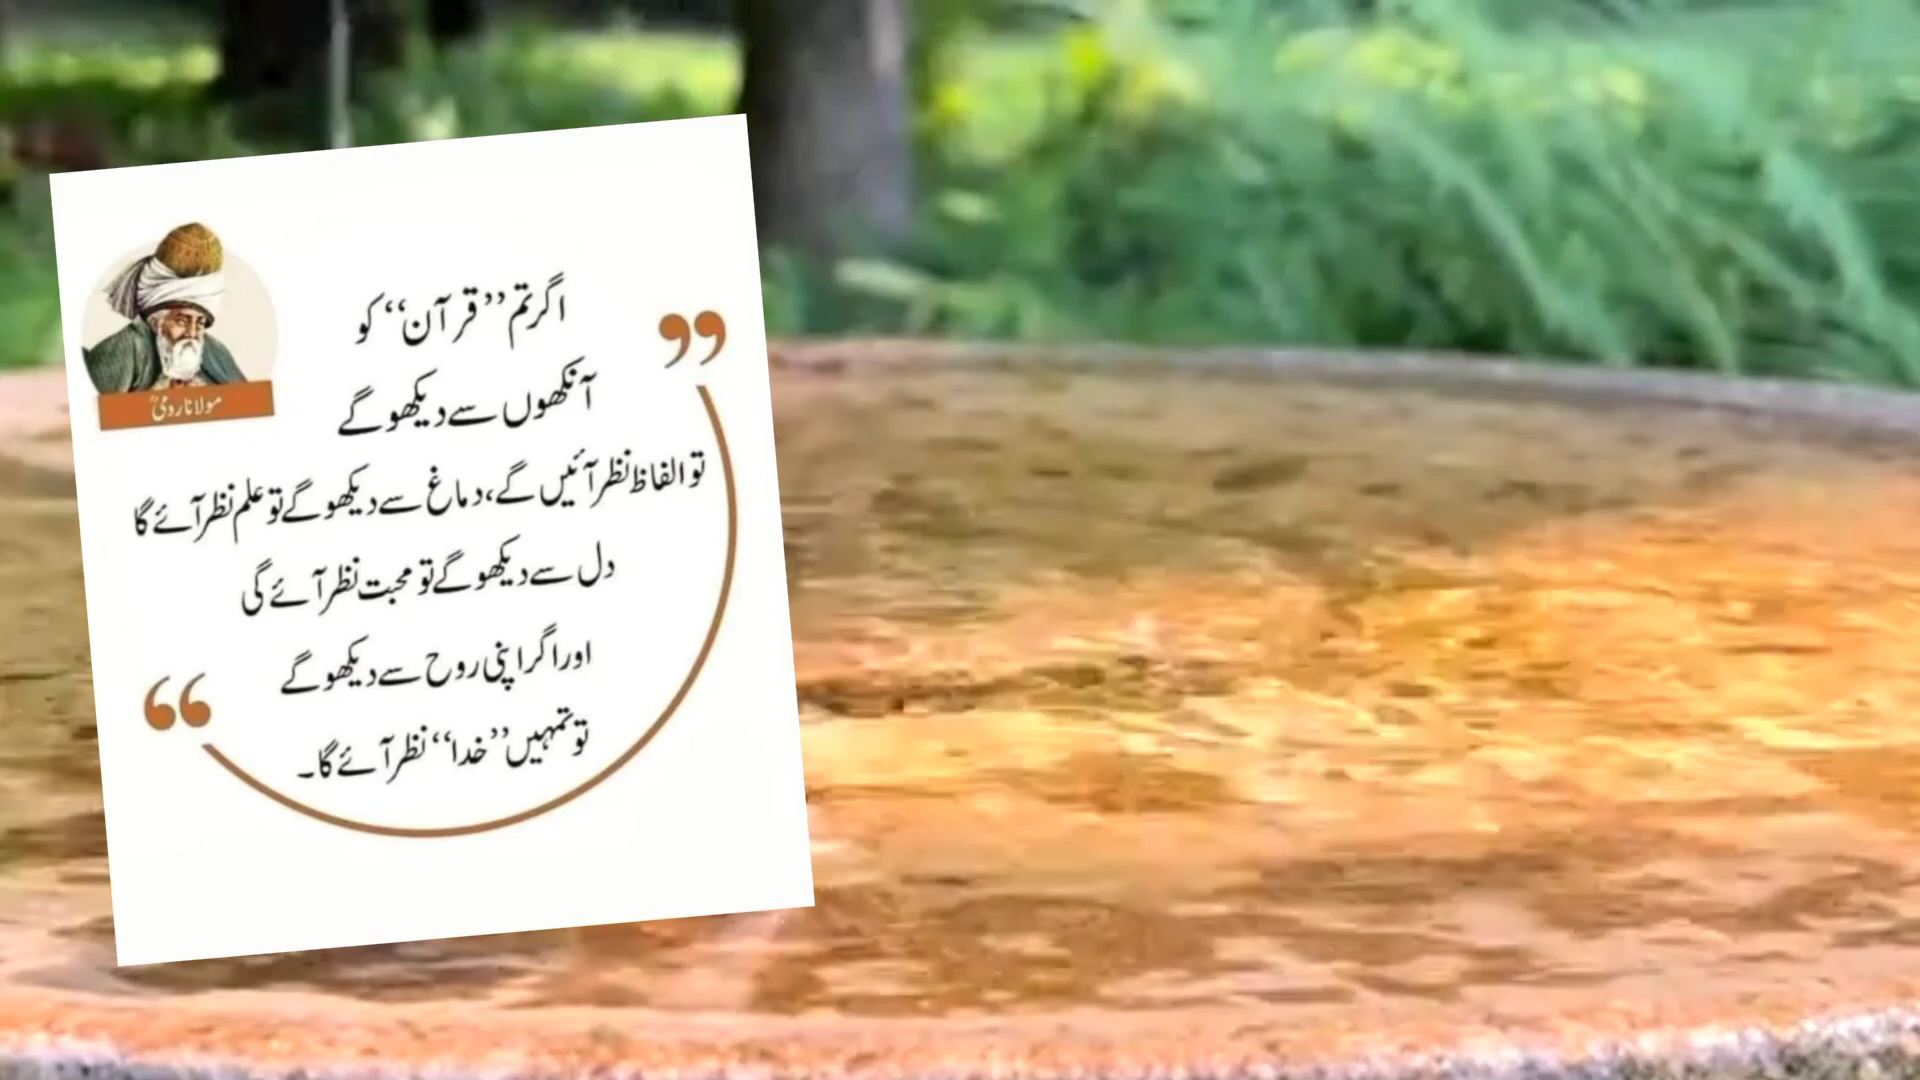 اگر تم ’’قرآن‘‘ کو
آنکھوں سے دیکھو گے
تو الفاظ نظر آئیں گے، دماغ سے دیکھو گے تو علم نظر آئے گا
دل سے دیکھو گے تو محبت نظر آئے گی
اور اگر اپنی روح سے دیکھو گے
تو تمہیں ’’خدا‘‘ نظر آئے گا۔
مولانا رومیؒ